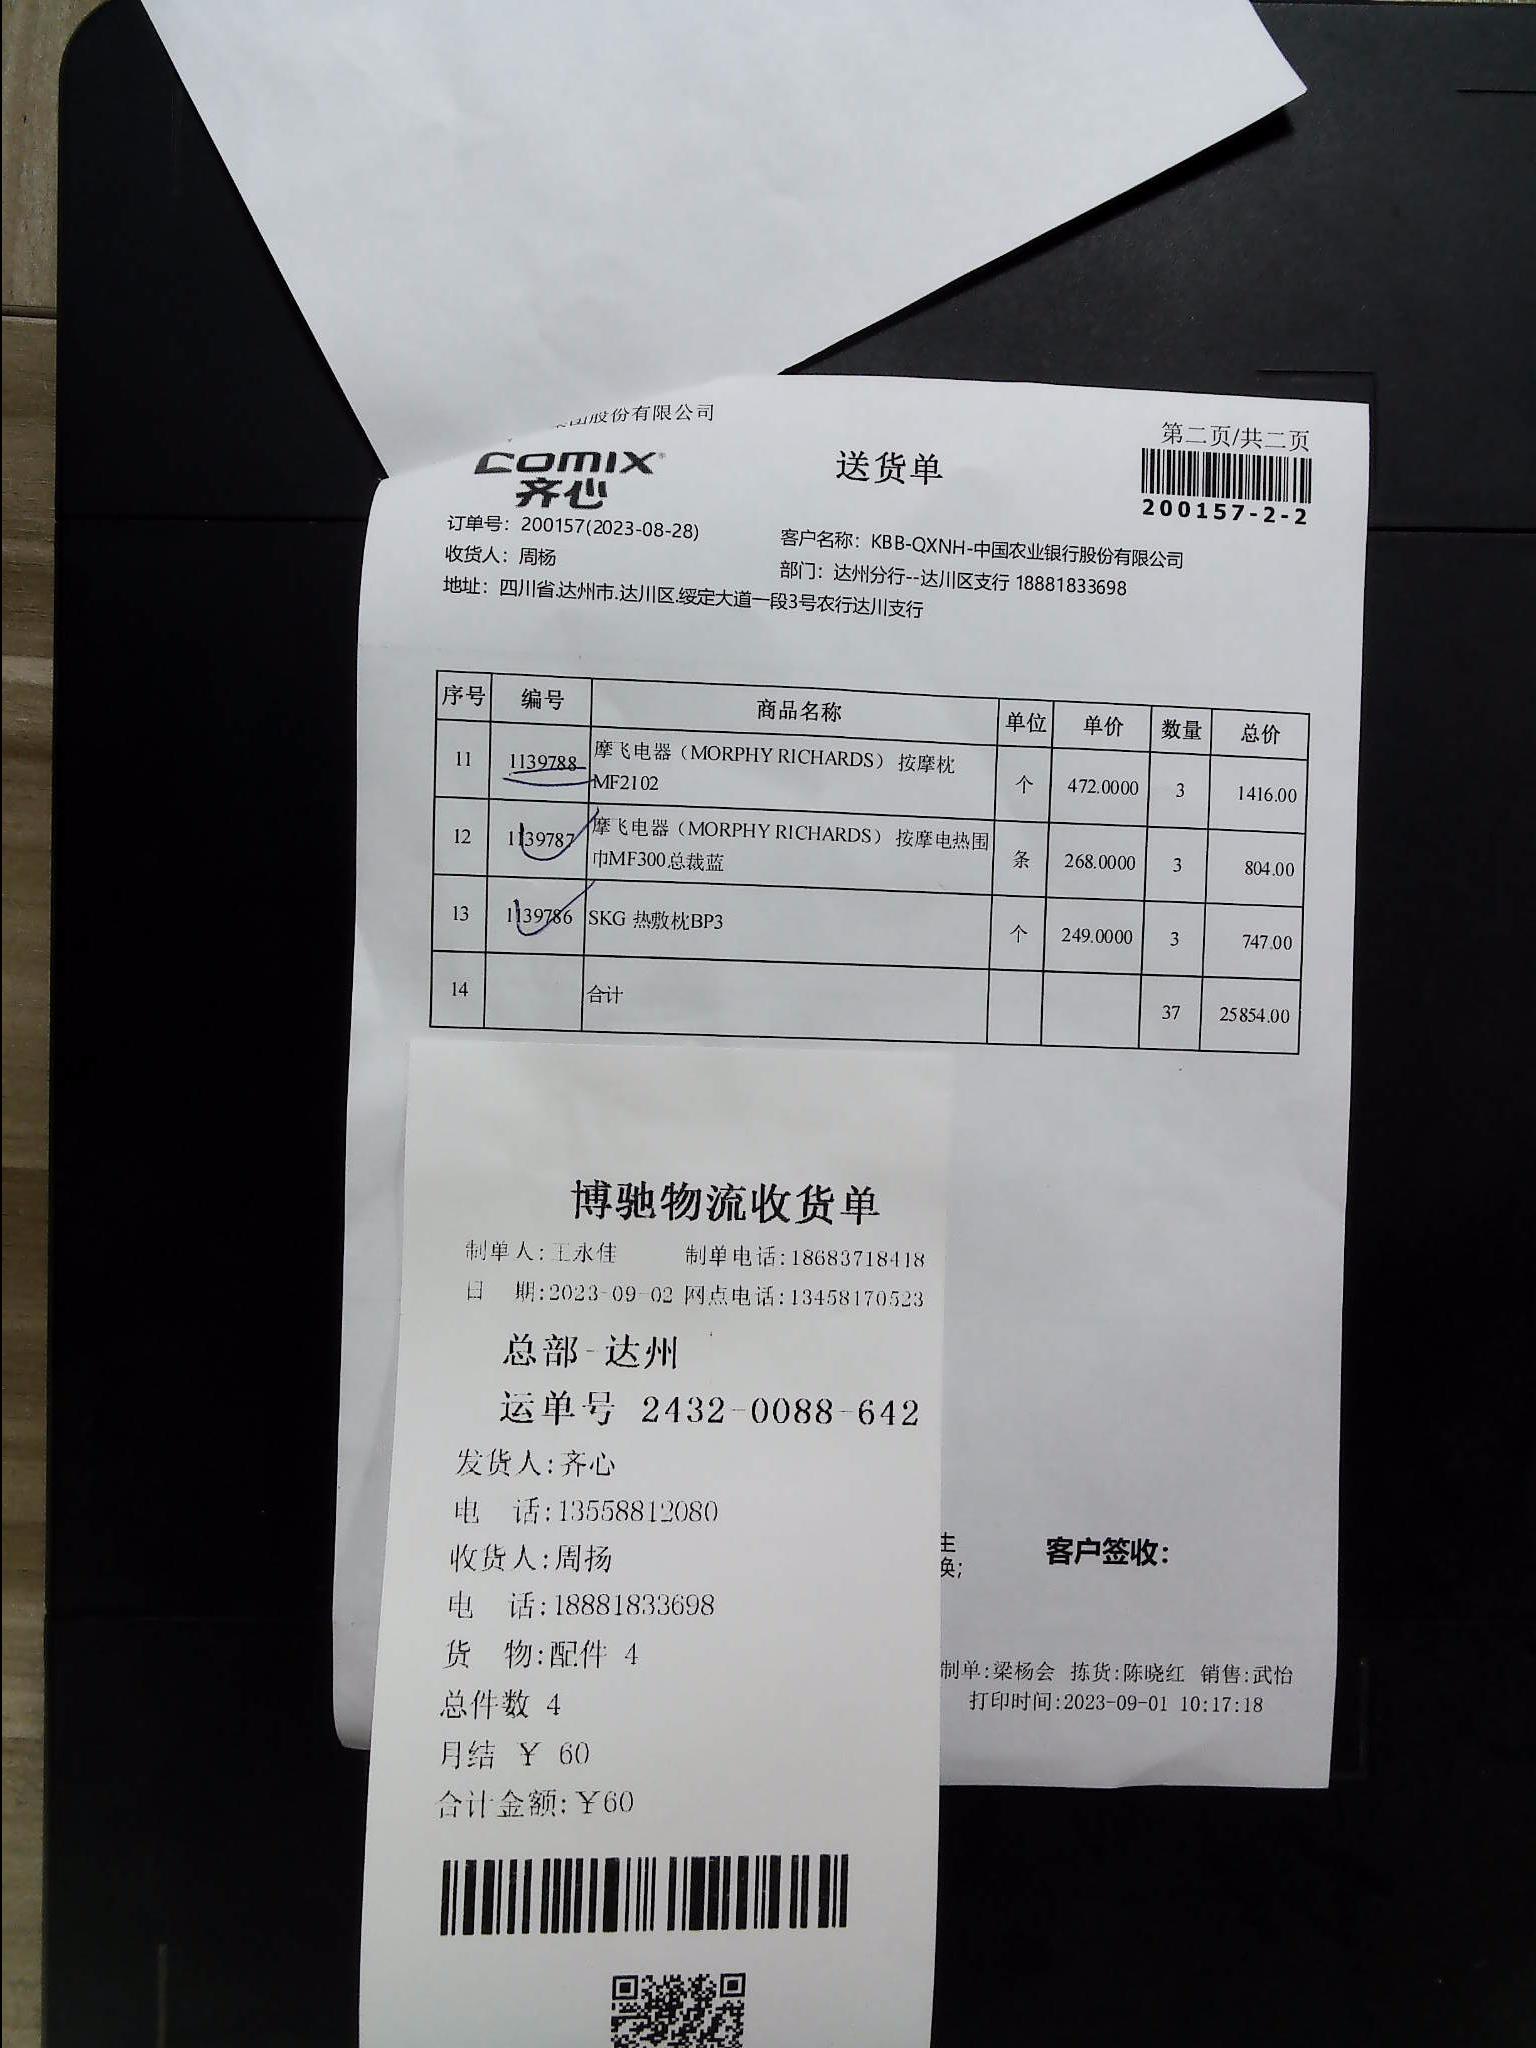 股份有限公司
第二页/共二页
COMIX®
齐心
送货单
200157-2-2
订单号：200157(2023-08-28)
客户名称：KBB-QXNH-中国农业银行股份有限公司
收货人：周杨
部门：达州分行--达川区支行 18881833698
地址：四川省.达州市.达川区.绥定大道一段3号农行达川支行
序号 编号 商品名称 单位 单价 数量 总价
11 1139788 摩飞电器（MORPHY RICHARDS） 按摩枕 个 472.0000 3 1416.00
MF2102
12 1139787 摩飞电器（MORPHY RICHARDS） 按摩电热围 条 268.0000 3 804.00
巾MF300总裁蓝
13 1139786 SKG 热敷枕BP3 个 249.0000 3 747.00
14 合计 37 25854.00
博驰物流收货单
制单人:王永佳 制单电话:18683718418
日 期:2023-09-02 网点电话:13458170523
总部-达州
运单号 2432-0088-642
发货人:齐心
电 话:13558812080
收货人:周扬
电 话:18881833698
货 物:配件 4
总件数 4
月结 ￥ 60
合计金额:￥60
换;
客户签收:
制单:梁杨会 拣货:陈晓红 销售:武怡
打印时间:2023-09-01 10:17:18